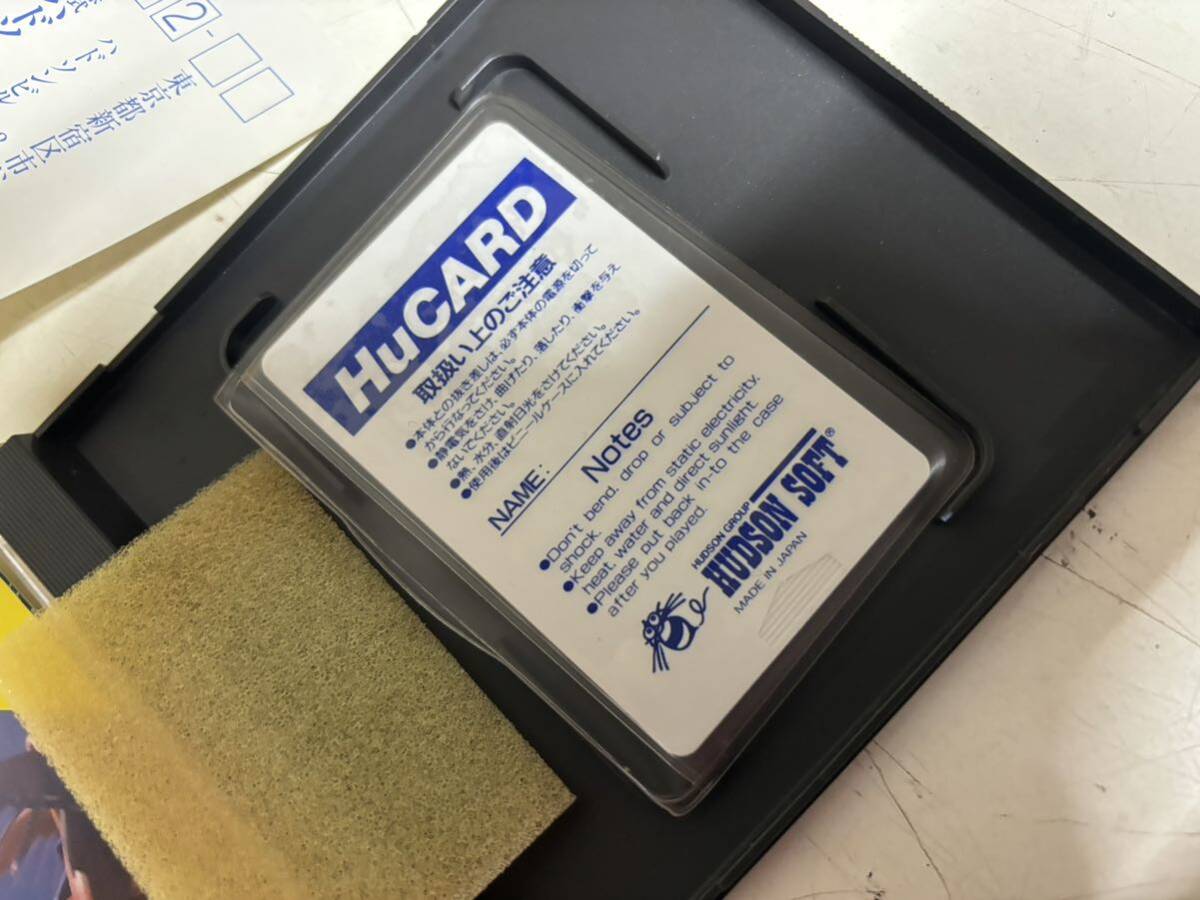 HuCARD
取扱い上のご注意
●本体との抜き差しは、必ず本体の電源を切って
から行なってください。
●静電気をさけ、曲げたり、濡したり、衝撃を与え
ないでください。
●熱、水分、直射日光をさけてください。
●使用後はビニールケースに入れてください。
NAME:
Notes
●Don't bend, drop or subject to
shock.
●Keep away from static electricity,
heat, water and direct sunlight
●Please put back in-to the case
after you played.
HUDSON GROUP
HUDSON SOFT®
MADE IN JAPAN
2-
東京都新宿区市
ハドソンビル